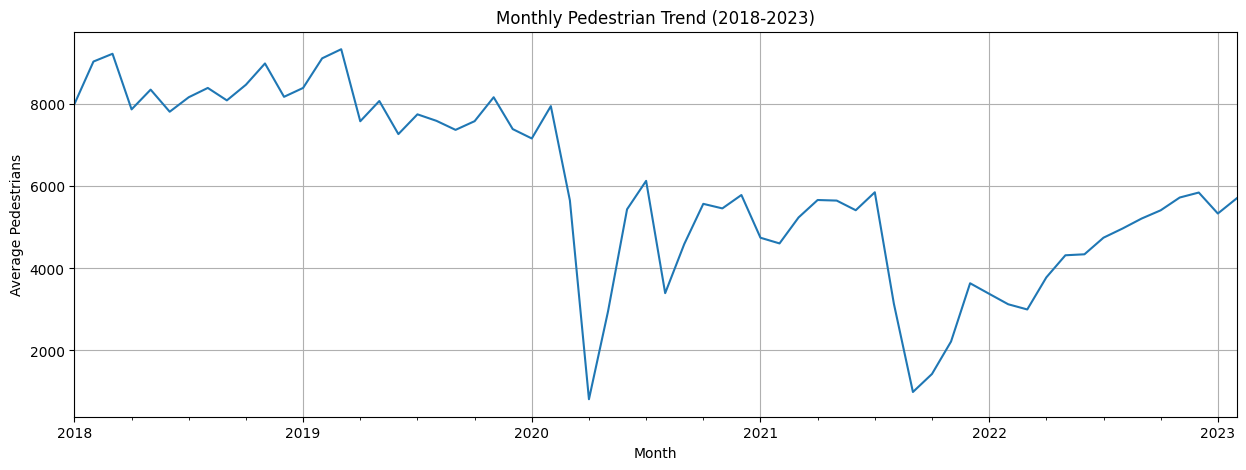 Monthly Pedestrian Trend (2018-2023)
Average Pedestrians
8000
6000
4000
2000
2018 2019 2020 2021 2022 2023
Month